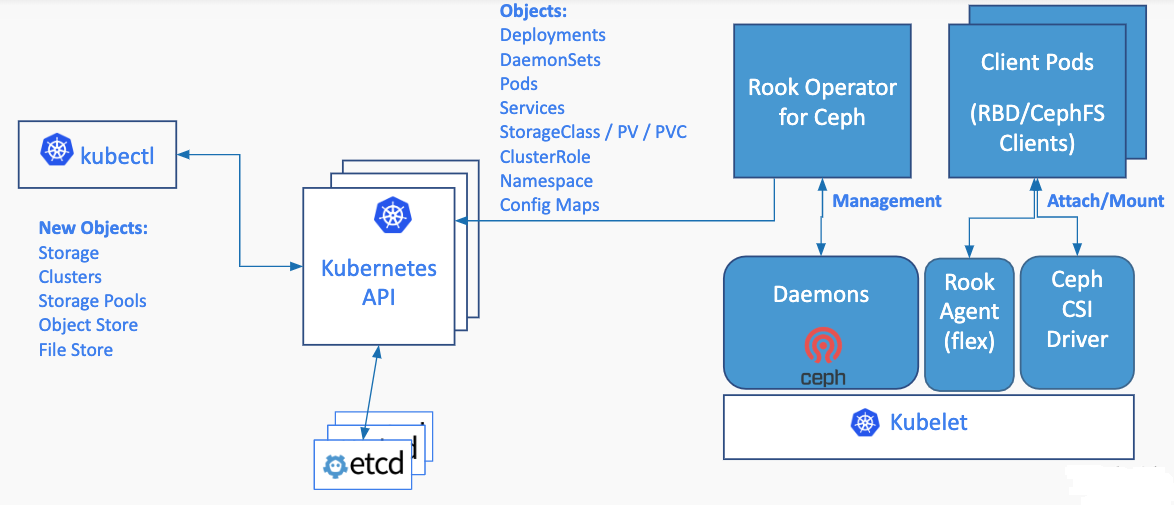 Objects:
Deployments
DaemonSets
Pods
Services
StorageClass / PV / PVC
ClusterRole
Namespace
Config Maps
kubectl
New Objects:
Storage
Clusters
Storage Pools
Object Store
File Store
Kubernetes
API
etcd
Rook Operator
for Ceph
Client Pods
(RBD/CephFS
Clients)
Management
Attach/Mount
Daemons
ceph
Rook
Agent
(flex)
Ceph
CSI
Driver
Kubelet